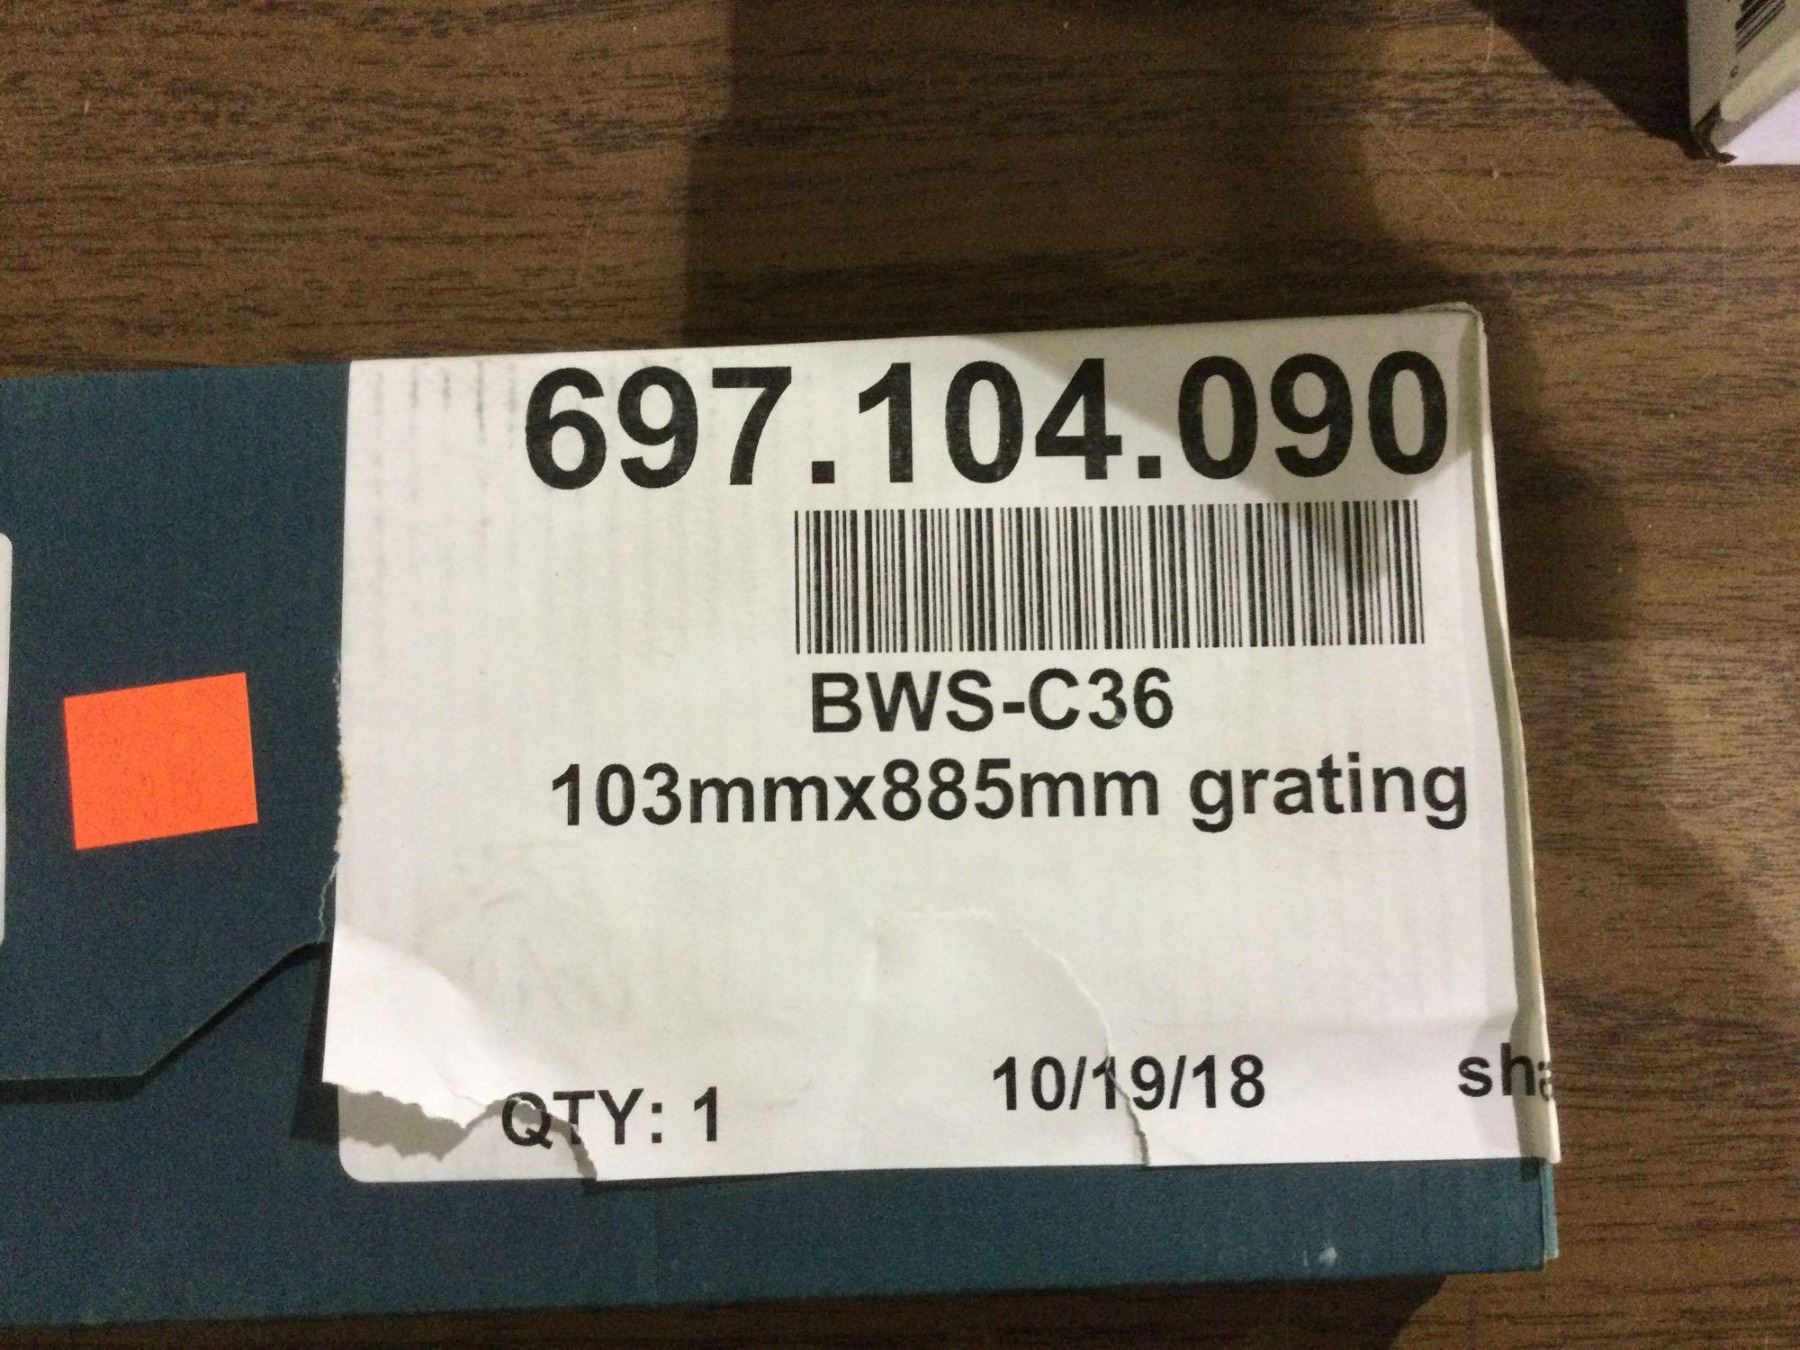 697.104.090
BWS-C36
103mmx885mm grating
QTY: 1 10/19/18